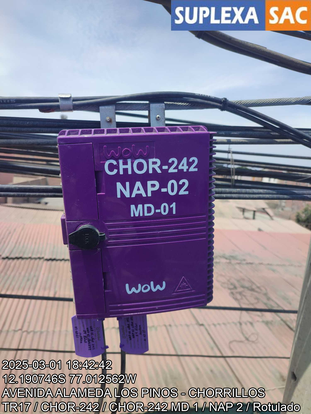 SUPLEXA SAC
wow
CHOR-242
NAP-02
MD-01
wow
2025-03-01 18:42:42
12.190746S 77.012562W
AVENIDA ALAMEDA LOS PINOS - CHORRILLOS
TR17 / CHOR-242 / CHOR.242 MD 1 / NAP 2 / Rotulado